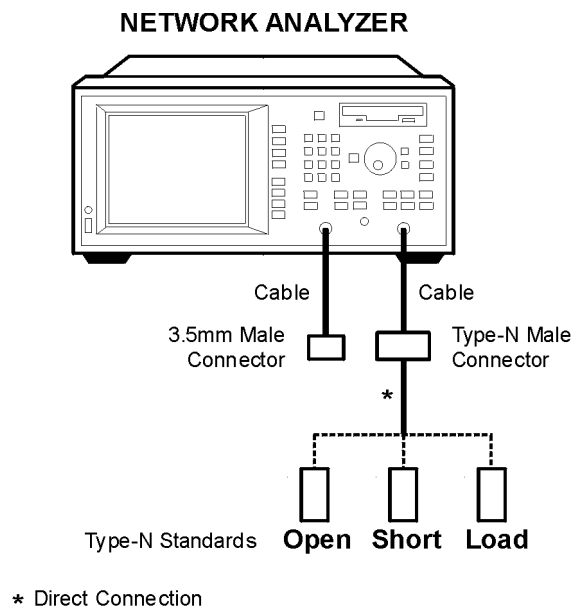 NETWORK ANALYZER
Cable
Cable
3.5mm Male
Connector
Type-N Male
Connector
*
Type-N Standards
Open
Short
Load
* Direct Connection